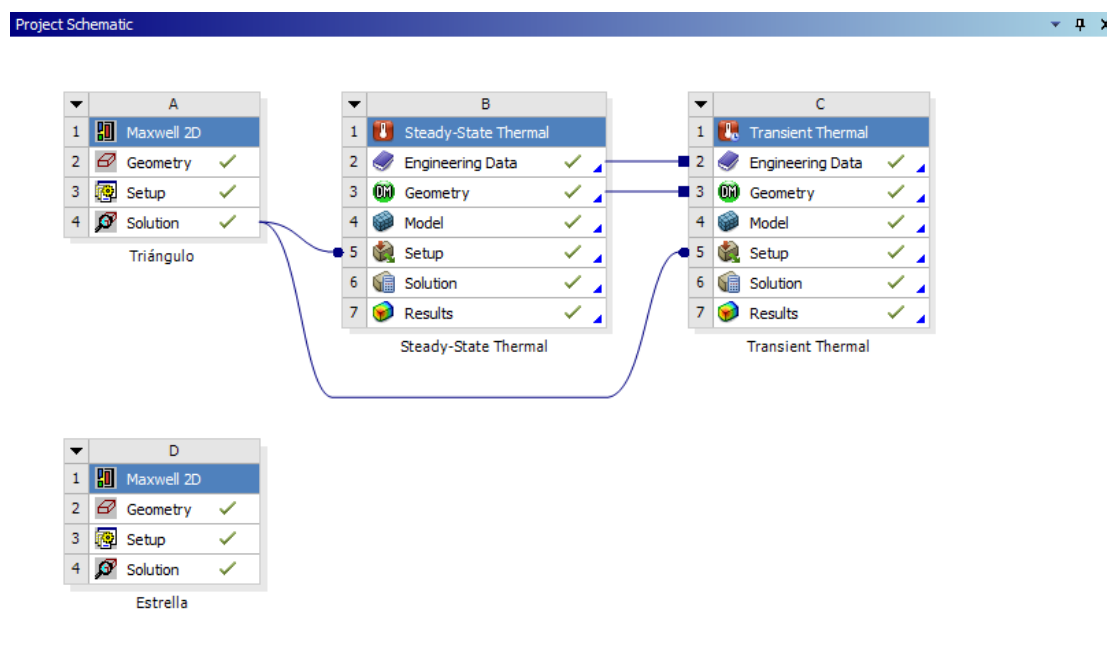 Project Schematic
A
1 Maxwell 2D
2 Geometry
3 Setup
4 Solution
Triángulo
B
1 Steady-State Thermal
2 Engineering Data
3 Geometry
4 Model
5 Setup
6 Solution
7 Results
Steady-State Thermal
C
1 Transient Thermal
2 Engineering Data
3 Geometry
4 Model
5 Setup
6 Solution
7 Results
Transient Thermal
D
1 Maxwell 2D
2 Geometry
3 Setup
4 Solution
Estrella